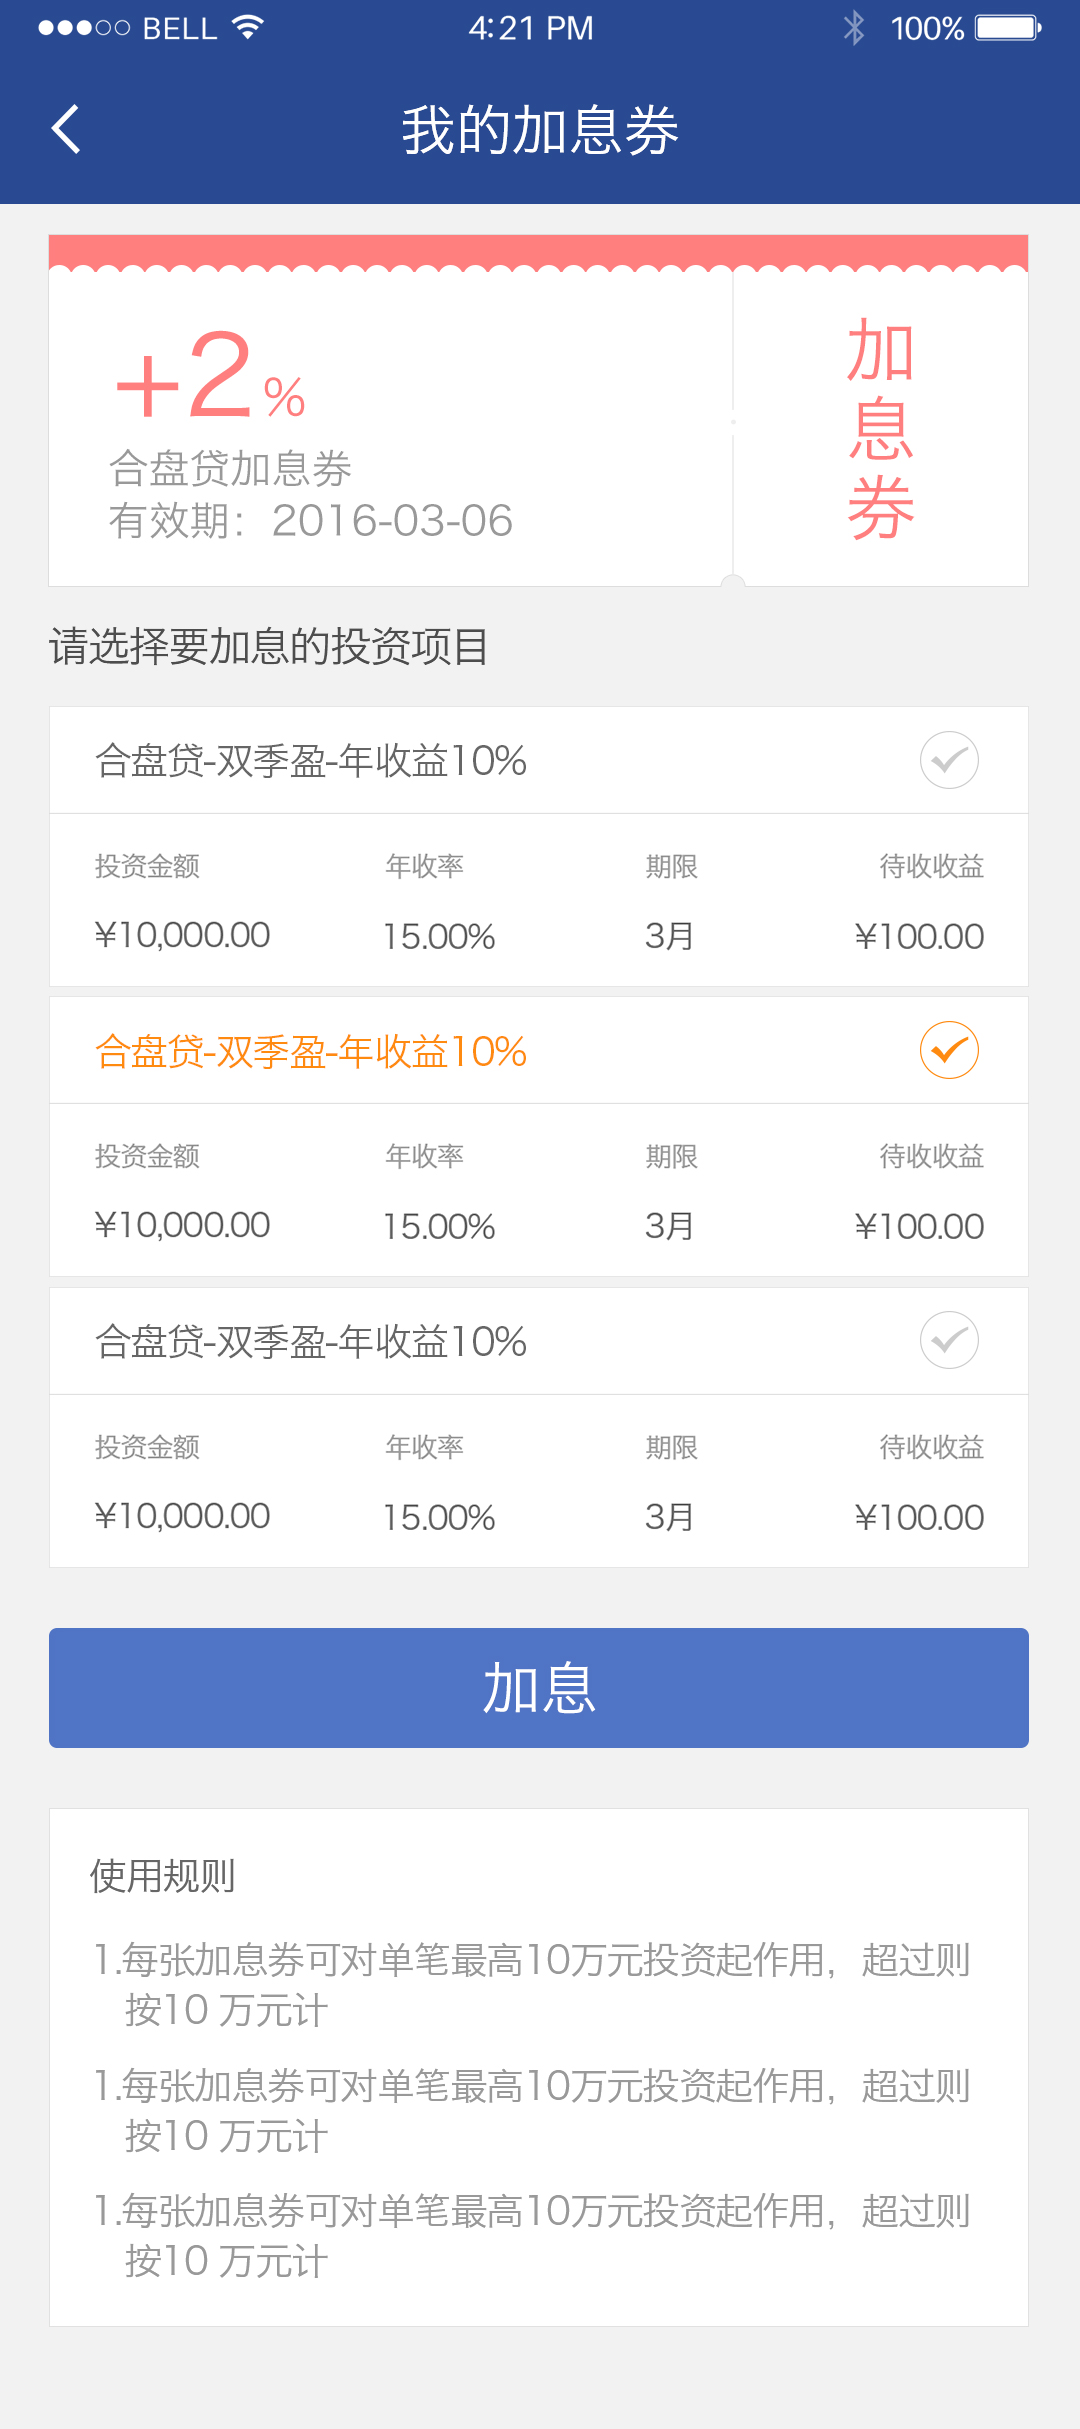 BELL 4:21 PM 100%
我的加息券
+2%
合盘贷加息券
有效期：2016-03-06
加
息
券
请选择要加息的投资项目
合盘贷-双季盈-年收益10%
投资金额 年收率 期限 待收收益
¥10,000.00 15.00% 3月 ¥100.00
合盘贷-双季盈-年收益10%
投资金额 年收率 期限 待收收益
¥10,000.00 15.00% 3月 ¥100.00
合盘贷-双季盈-年收益10%
投资金额 年收率 期限 待收收益
¥10,000.00 15.00% 3月 ¥100.00
加息
使用规则
1.每张加息券可对单笔最高10万元投资起作用，超过则
按10 万元计
1.每张加息券可对单笔最高10万元投资起作用，超过则
按10 万元计
1.每张加息券可对单笔最高10万元投资起作用，超过则
按10 万元计